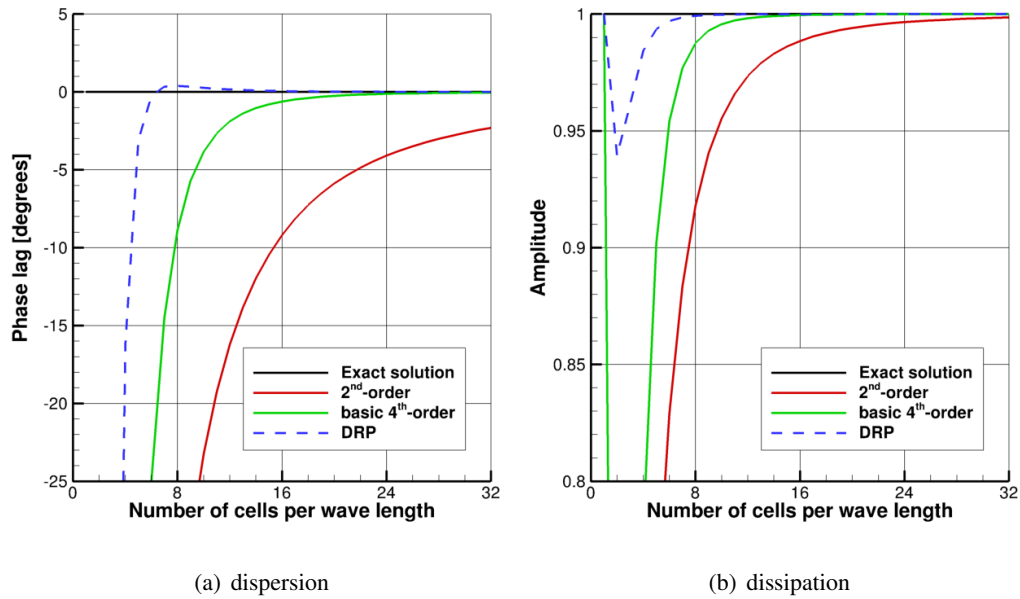 5
0
-5
-10
-15
-20
-25
Phase lag [degrees]
0
8
16
24
32
Number of cells per wave length
Exact solution
2nd-order
basic 4th-order
DRP
(a) dispersion
1
0.95
0.9
0.85
0.8
Amplitude
0
8
16
24
32
Number of cells per wave length
Exact solution
2nd-order
basic 4th-order
DRP
(b) dissipation